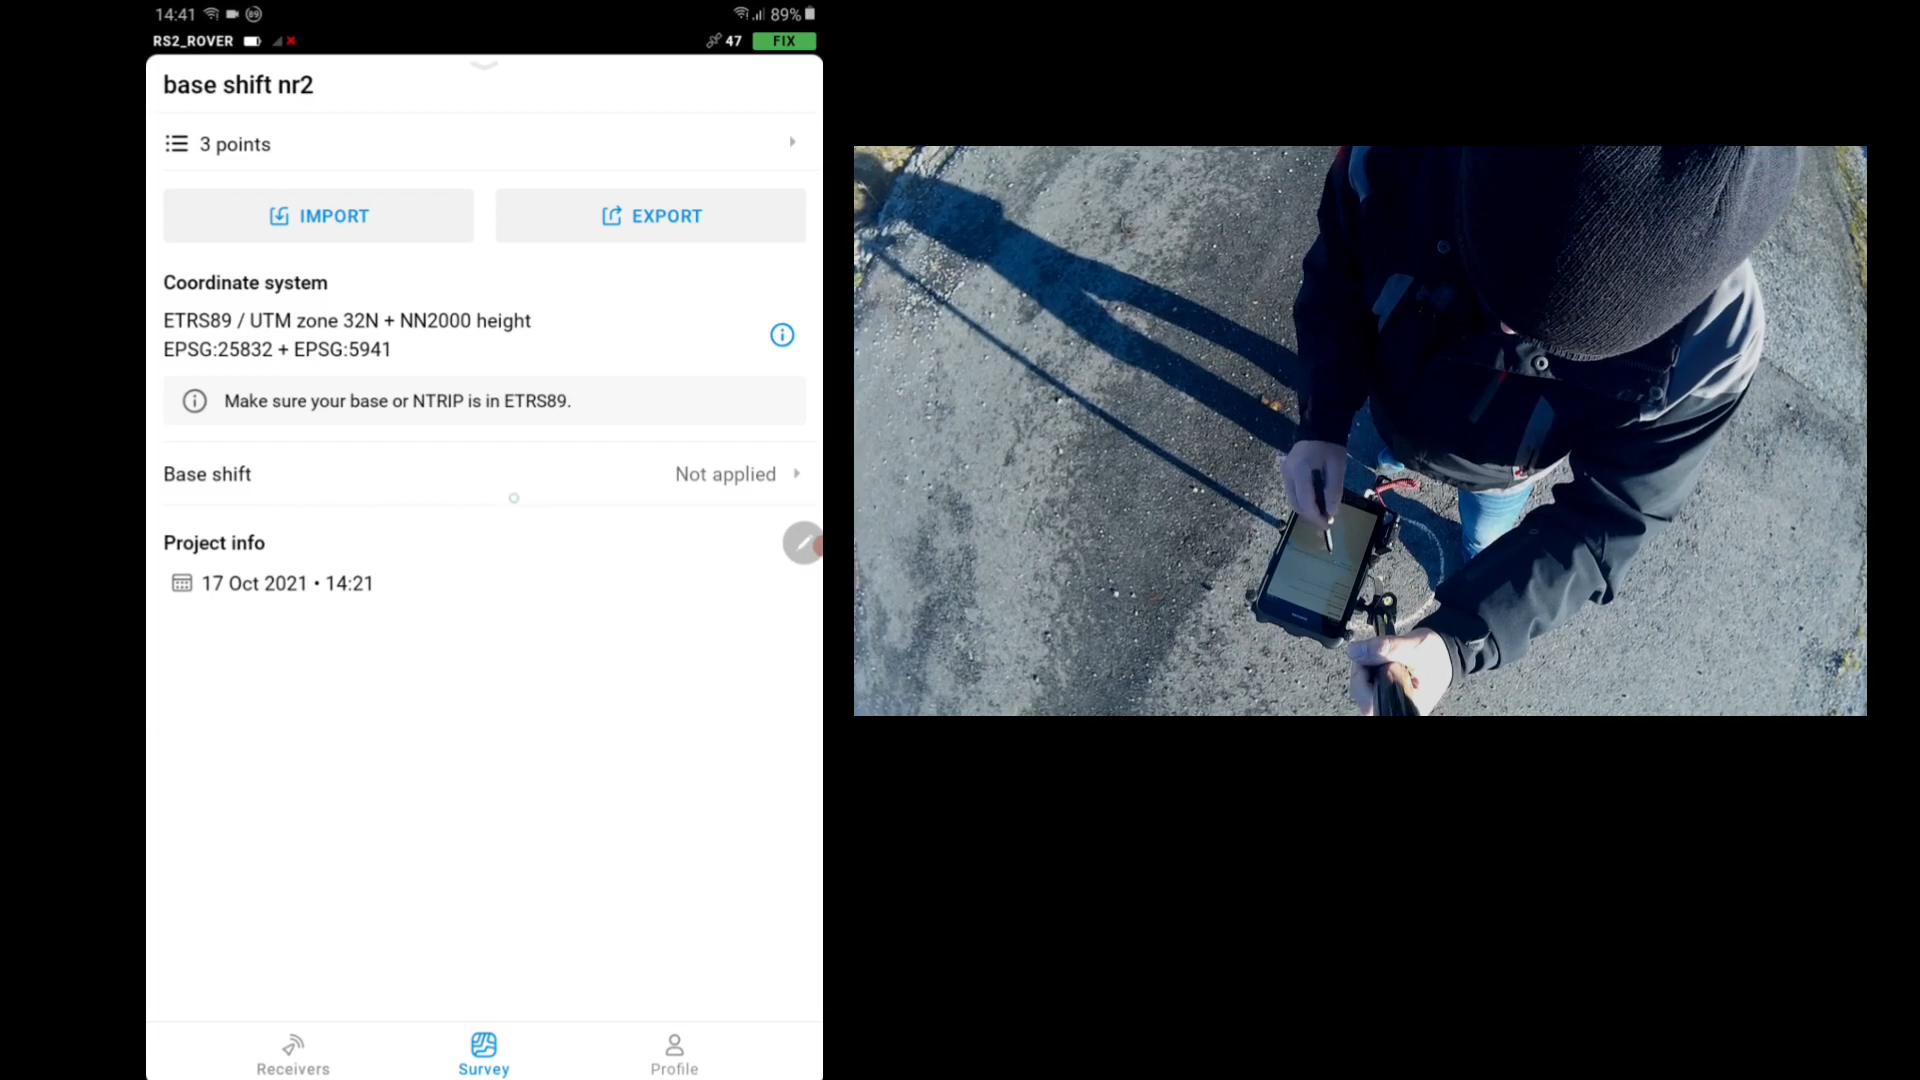 14:41 89 89%
RS2_ROVER 47 FIX
base shift nr2
3 points
IMPORT EXPORT
Coordinate system
ETRS89 / UTM zone 32N + NN2000 height
EPSG:25832 + EPSG:5941
Make sure your base or NTRIP is in ETRS89.
Base shift Not applied
Project info
17 Oct 2021 • 14:21
Receivers Survey Profile